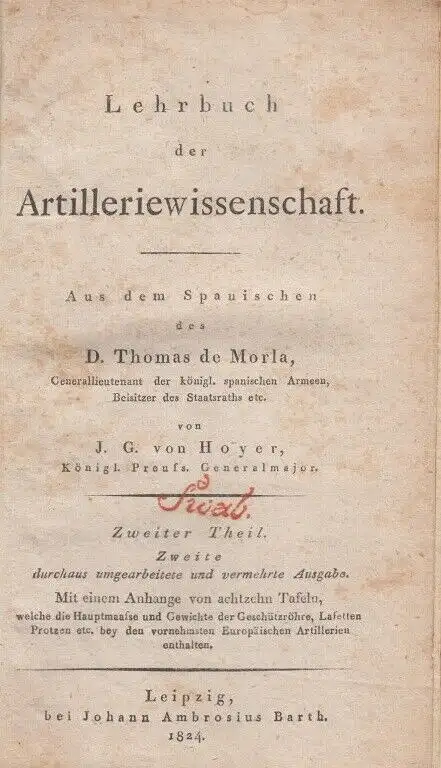 Lehrbuch
der
Artilleriewissenschaft.
Aus dem Spanischen
des
D. Thomas de Morla,
Generallieutenant der königl. spanischen Armeen,
Beisitzer des Staatsraths etc.
von
J. G. von Hoyer,
Königl. Preuſs. Generalmajor.
Zweiter Theil.
Zweite
durchaus umgearbeitete und vermehrte Ausgabe.
Mit einem Anhange von achtzehn Tafeln,
welche die Hauptmaaſse und Gewichte der Geschützröhre, Lafetten
Protzen etc. bey den vornehmsten Europäischen Artillerien
enthalten.
Leipzig,
bei Johann Ambrosius Barth.
1824.